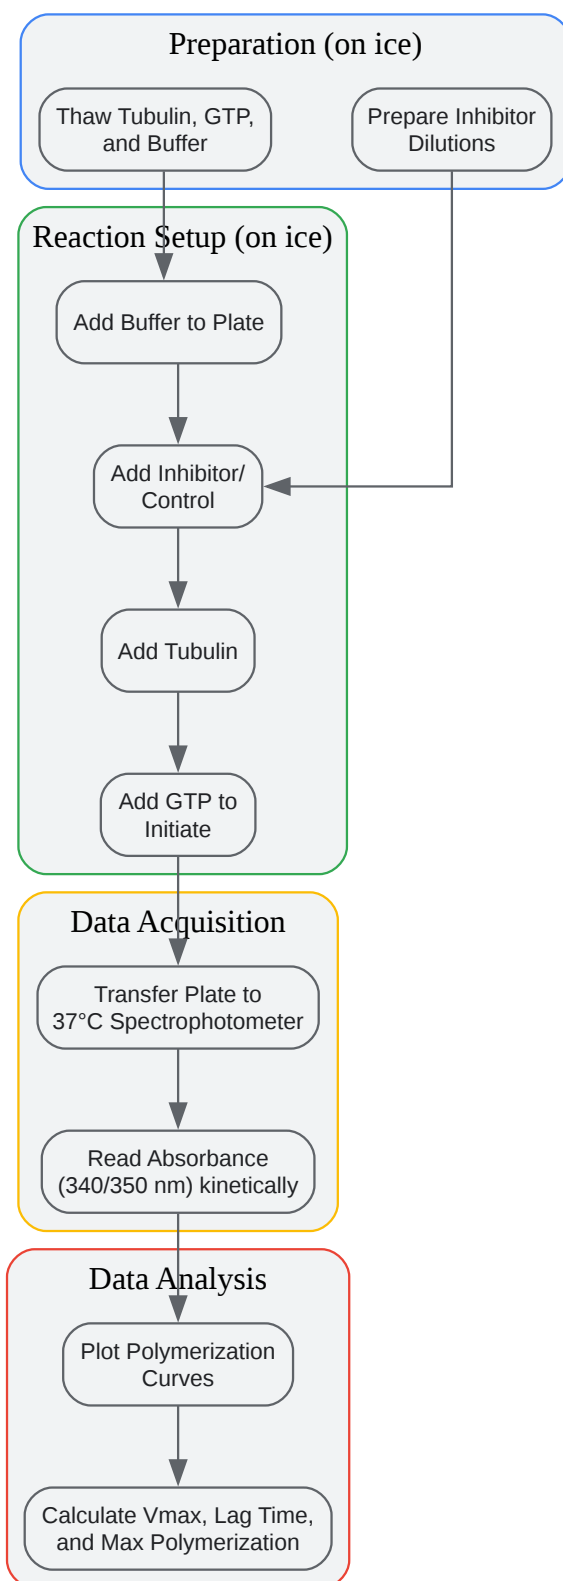 Preparation (on ice)
Thaw Tubulin, GTP,
and Buffer
Prepare Inhibitor
Dilutions
Reaction Setup (on ice)
Add Buffer to Plate
Add Inhibitor/
Control
Add Tubulin
Add GTP to
Initiate
Data Acquisition
Transfer Plate to
37°C Spectrophotometer
Read Absorbance
(340/350 nm) kinetically
Data Analysis
Plot Polymerization
Curves
Calculate Vmax, Lag Time,
and Max Polymerization